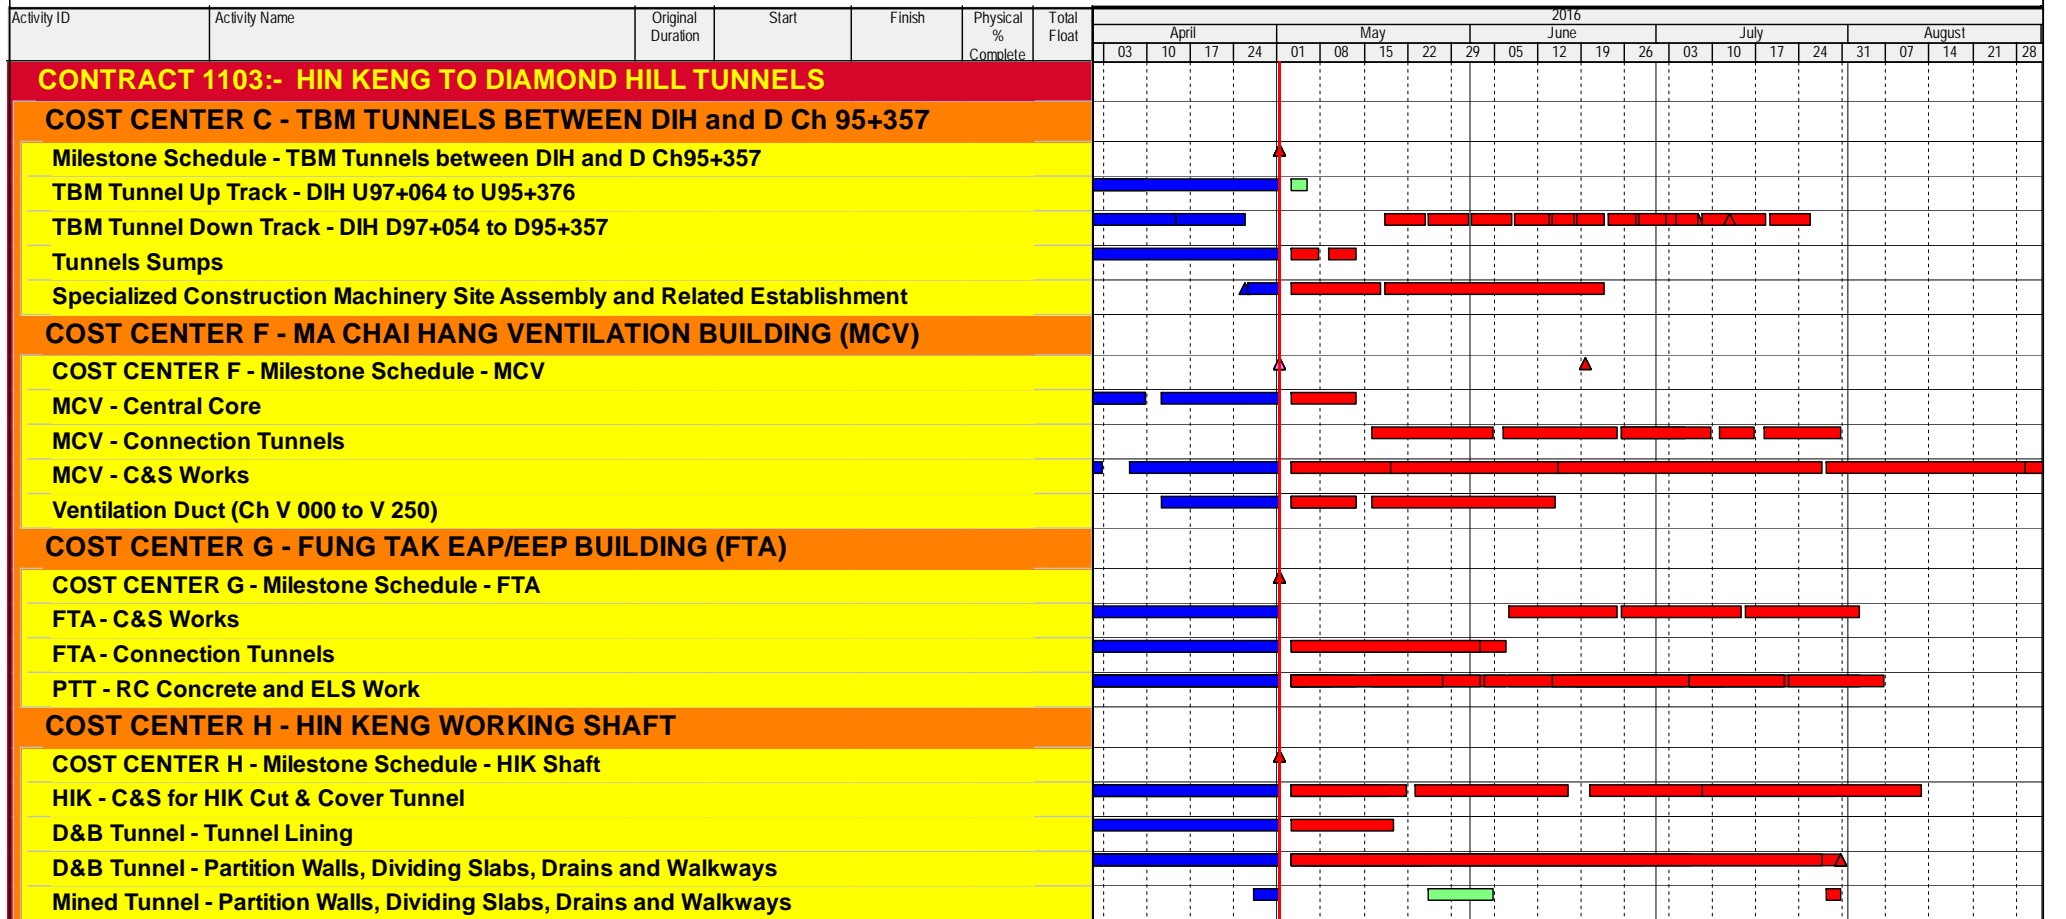 Activity ID Activity Name Original Duration Start Finish Physical % Complete Total Float 2016
April May June July August
03 10 17 24 01 08 15 22 29 05 12 19 26 03 10 17 24 31 07 14 21 28
CONTRACT 1103:- HIN KENG TO DIAMOND HILL TUNNELS
COST CENTER C - TBM TUNNELS BETWEEN DIH and D Ch 95+357
Milestone Schedule - TBM Tunnels between DIH and D Ch95+357
TBM Tunnel Up Track - DIH U97+064 to U95+376
TBM Tunnel Down Track - DIH D97+054 to D95+357
Tunnels Sumps
Specialized Construction Machinery Site Assembly and Related Establishment
COST CENTER F - MA CHAI HANG VENTILATION BUILDING (MCV)
COST CENTER F - Milestone Schedule - MCV
MCV - Central Core
MCV - Connection Tunnels
MCV - C&S Works
Ventilation Duct (Ch V 000 to V 250)
COST CENTER G - FUNG TAK EAP/EEP BUILDING (FTA)
COST CENTER G - Milestone Schedule - FTA
FTA - C&S Works
FTA - Connection Tunnels
PTT - RC Concrete and ELS Work
COST CENTER H - HIN KENG WORKING SHAFT
COST CENTER H - Milestone Schedule - HIK Shaft
HIK - C&S for HIK Cut & Cover Tunnel
D&B Tunnel - Tunnel Lining
D&B Tunnel - Partition Walls, Dividing Slabs, Drains and Walkways
Mined Tunnel - Partition Walls, Dividing Slabs, Drains and Walkways